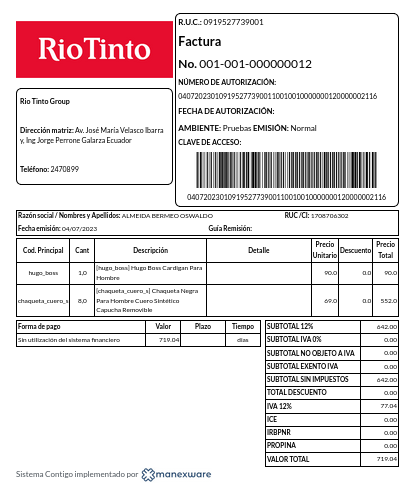 RioTinto
R.U.C.: 0919527739001
Factura
No. 001-001-000000012
NÚMERO DE AUTORIZACIÓN:
0407202301091952773900110010010000000120000002116
FECHA DE AUTORIZACIÓN:
AMBIENTE: Pruebas EMISIÓN: Normal
CLAVE DE ACCESO:
0407202301091952773900110010010000000120000002116
Rio Tinto Group
Dirección matriz: Av. José María Velasco Ibarra
y, Ing Jorge Perrone Galarza Ecuador
Teléfono: 2470899
Razón social / Nombres y Apellidos: ALMEIDA BERMEO OSWALDO RUC /CI: 1708706302
Fecha emisión: 04/07/2023 Guía Remisión:
Cod. Principal Cant Descripción Detalle Precio Unitario Descuento Precio Total
hugo_boss 1,0 [hugo_boss] Hugo Boss Cardigan Para Hombre 90.0 0.0 90.0
chaqueta_cuero_s 8,0 [chaqueta_cuero_s] Chaqueta Negra Para Hombre Cuero Sintético Capucha Removible 69.0 0.0 552.0
Forma de pago Valor Plazo Tiempo
Sin utilización del sistema financiero 719.04 días
SUBTOTAL 12% 642.00
SUBTOTAL IVA 0% 0.00
SUBTOTAL NO OBJETO A IVA 0.00
SUBTOTAL EXENTO IVA 0.00
SUBTOTAL SIN IMPUESTOS 642.00
TOTAL DESCUENTO 0.00
IVA 12% 77.04
ICE 0.00
IRBPNR 0.00
PROPINA 0.00
VALOR TOTAL 719.04
Sistema Contigo implementado por manexware